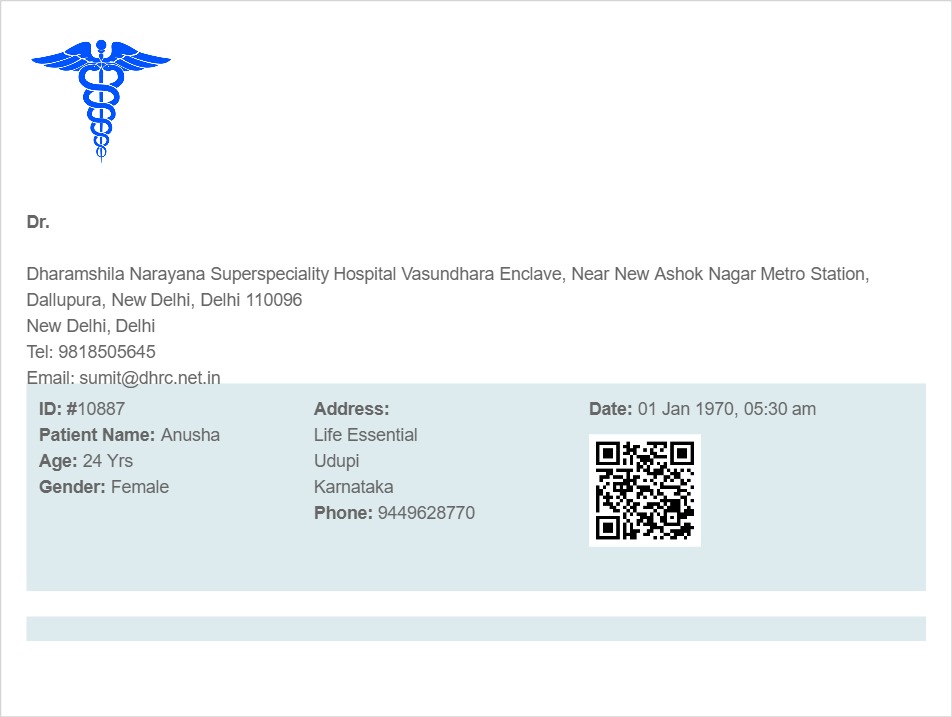 Dr.
Dharamshila Narayana Superspeciality Hospital Vasundhara Enclave, Near New Ashok Nagar Metro Station,
Dallupura, New Delhi, Delhi 110096
New Delhi, Delhi
Tel: 9818505645
Email: sumit@dhrc.net.in
ID: #10887
Patient Name: Anusha
Age: 24 Yrs
Gender: Female
Address:
Life Essential
Udupi
Karnataka
Phone: 9449628770
Date: 01 Jan 1970, 05:30 am